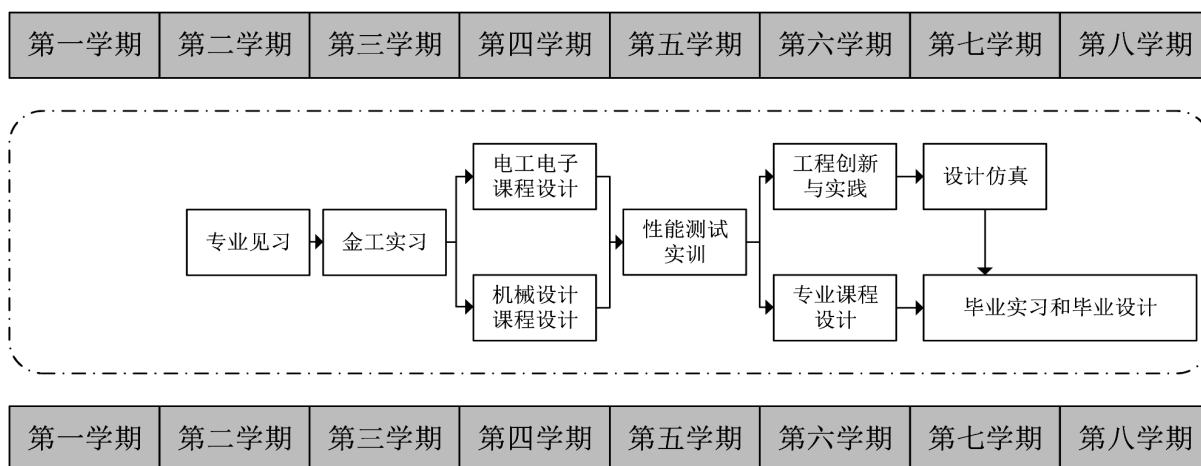 第一学期 第二学期 第三学期 第四学期 第五学期 第六学期 第七学期 第八学期
专业见习
金工实习
电工电子
课程设计
机械设计
课程设计
性能测试
实训
工程创新
与实践
专业课程
设计
设计仿真
毕业实习和毕业设计
第一学期 第二学期 第三学期 第四学期 第五学期 第六学期 第七学期 第八学期